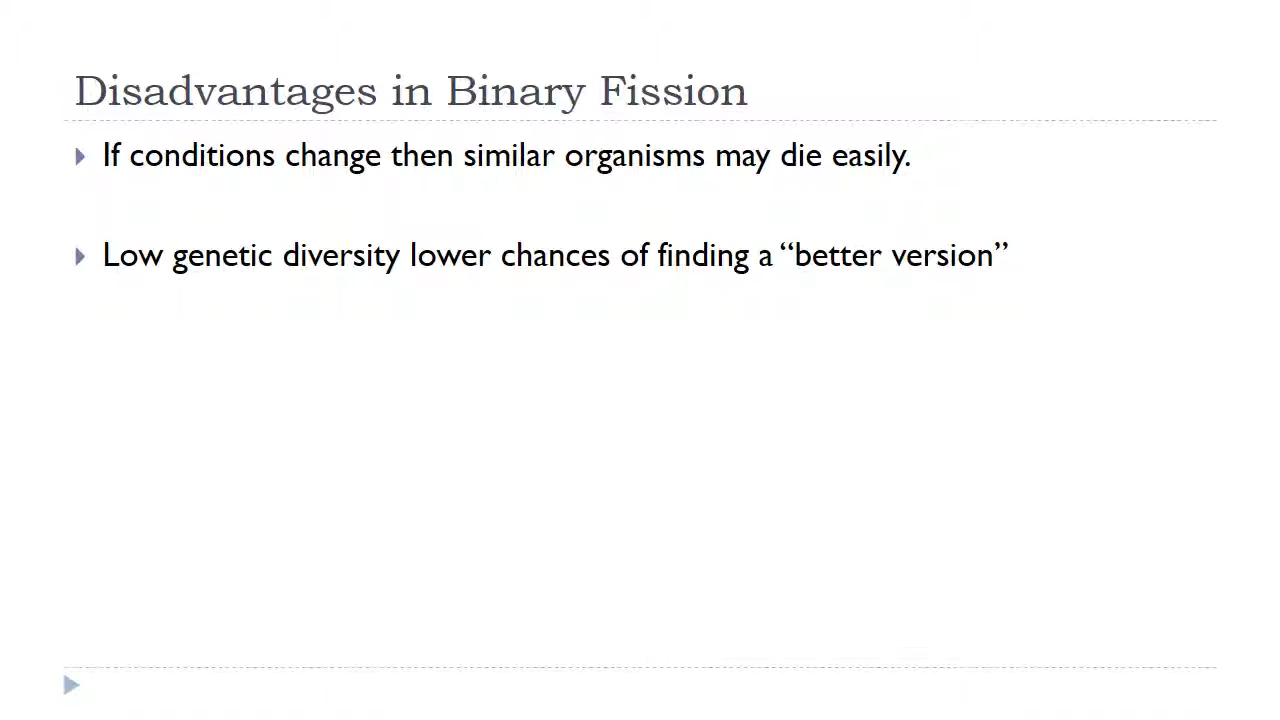 Disadvantages in Binary Fission
If conditions change then similar organisms may die easily.
Low genetic diversity lower chances of finding a “better version”